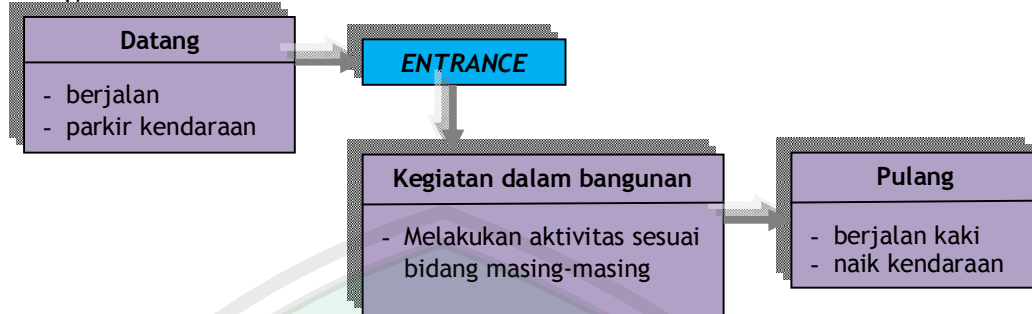 Datang
- berjalan
- parkir kendaraan
ENTRANCE
Kegiatan dalam bangunan
- Melakukan aktivitas sesuai
bidang masing-masing
Pulang
- berjalan kaki
- naik kendaraan